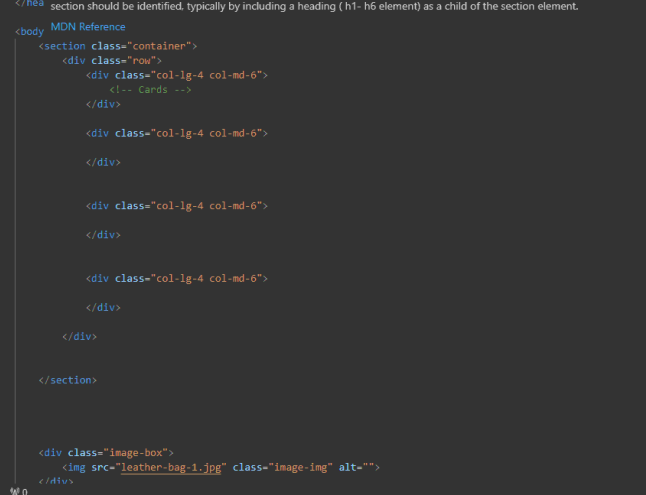 </hea section should be identified, typically by including a heading ( h1- h6 element) as a child of the section element.
<body MDN Reference
<section class="container">
<div class="row">
<div class="col-lg-4 col-md-6">
<!-- Cards -->
</div>
<div class="col-lg-4 col-md-6">
</div>
<div class="col-lg-4 col-md-6">
</div>
<div class="col-lg-4 col-md-6">
</div>
</div>
</section>
<div class="image-box">
<img src="leather-bag-1.jpg" class="image-img" alt="">
</div>
0